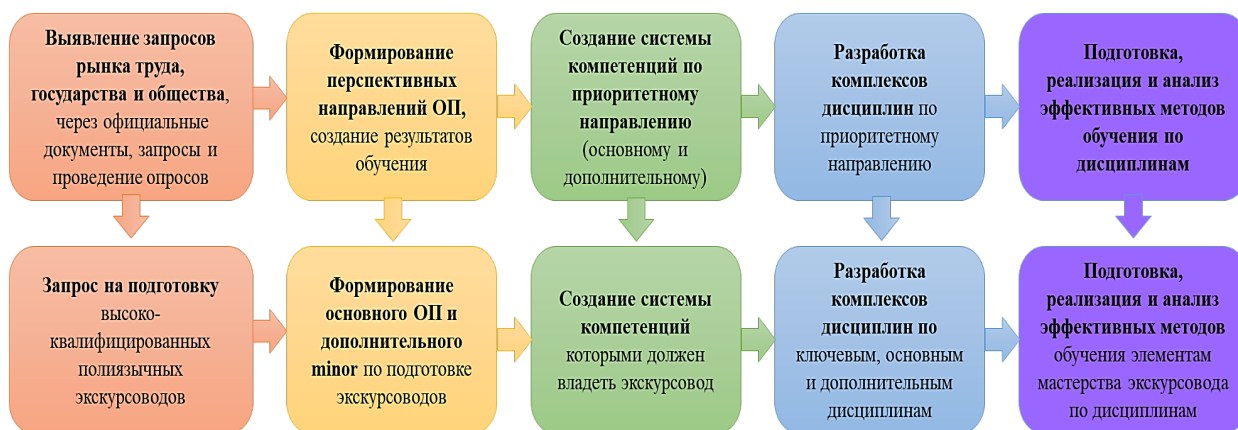 Выявление запросов
рынка труда,
государства и общества,
через официальные
документы, запросы и
проведение опросов
Формирование
перспективных
направлений ОП,
создание результатов
обучения
Создание системы
компетенций по
приоритетному
направлению
(основному и
дополнительному)
Разработка
комплексов
дисциплин по
приоритетному
направлению
Подготовка,
реализация и анализ
эффективных методов
обучения по
дисциплинам
Запрос на подготовку
высоко-
квалифицированных
полиязычных
экскурсоводов
Формирование
основного ОП и
дополнительного
minor по подготовке
экскурсоводов
Создание системы
компетенций
которыми должен
владеть экскурсовод
Разработка
комплексов
дисциплин по
ключевым, основным
и дополнительным
дисциплинам
Подготовка,
реализация и анализ
эффективных методов
обучения элементам
мастерства экскурсовода
по дисциплинам